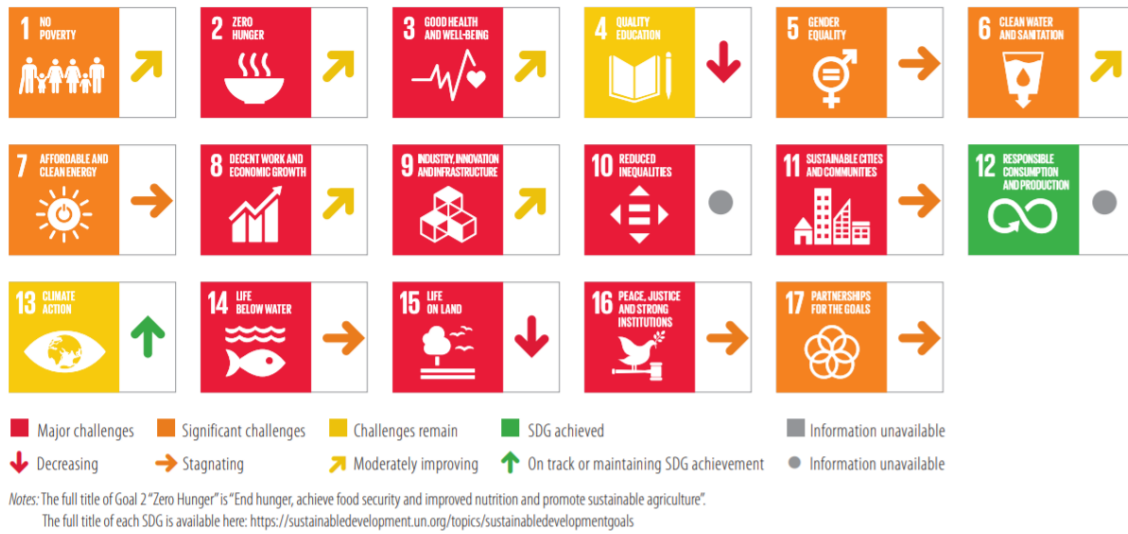 1 NO
POVERTY
2 ZERO
HUNGER
3 GOOD HEALTH
AND WELL-BEING
4 QUALITY
EDUCATION
5 GENDER
EQUALITY
6 CLEAN WATER
AND SANITATION
7 AFFORDABLE AND
CLEAN ENERGY
8 DECENT WORK AND
ECONOMIC GROWTH
9 INDUSTRY, INNOVATION
AND INFRASTRUCTURE
10 REDUCED
INEQUALITIES
11 SUSTAINABLE CITIES
AND COMMUNITIES
12 RESPONSIBLE
CONSUMPTION
AND PRODUCTION
13 CLIMATE
ACTION
14 LIFE
BELOW WATER
15 LIFE
ON LAND
16 PEACE, JUSTICE
AND STRONG
INSTITUTIONS
17 PARTNERSHIPS
FOR THE GOALS
Major challenges Significant challenges Challenges remain SDG achieved Information unavailable
Decreasing Stagnating Moderately improving On track or maintaining SDG achievement Information unavailable
Notes: The full title of Goal 2 “Zero Hunger” is “End hunger, achieve food security and improved nutrition and promote sustainable agriculture”.
The full title of each SDG is available here: https://sustainabledevelopment.un.org/topics/sustainabledevelopmentgoals